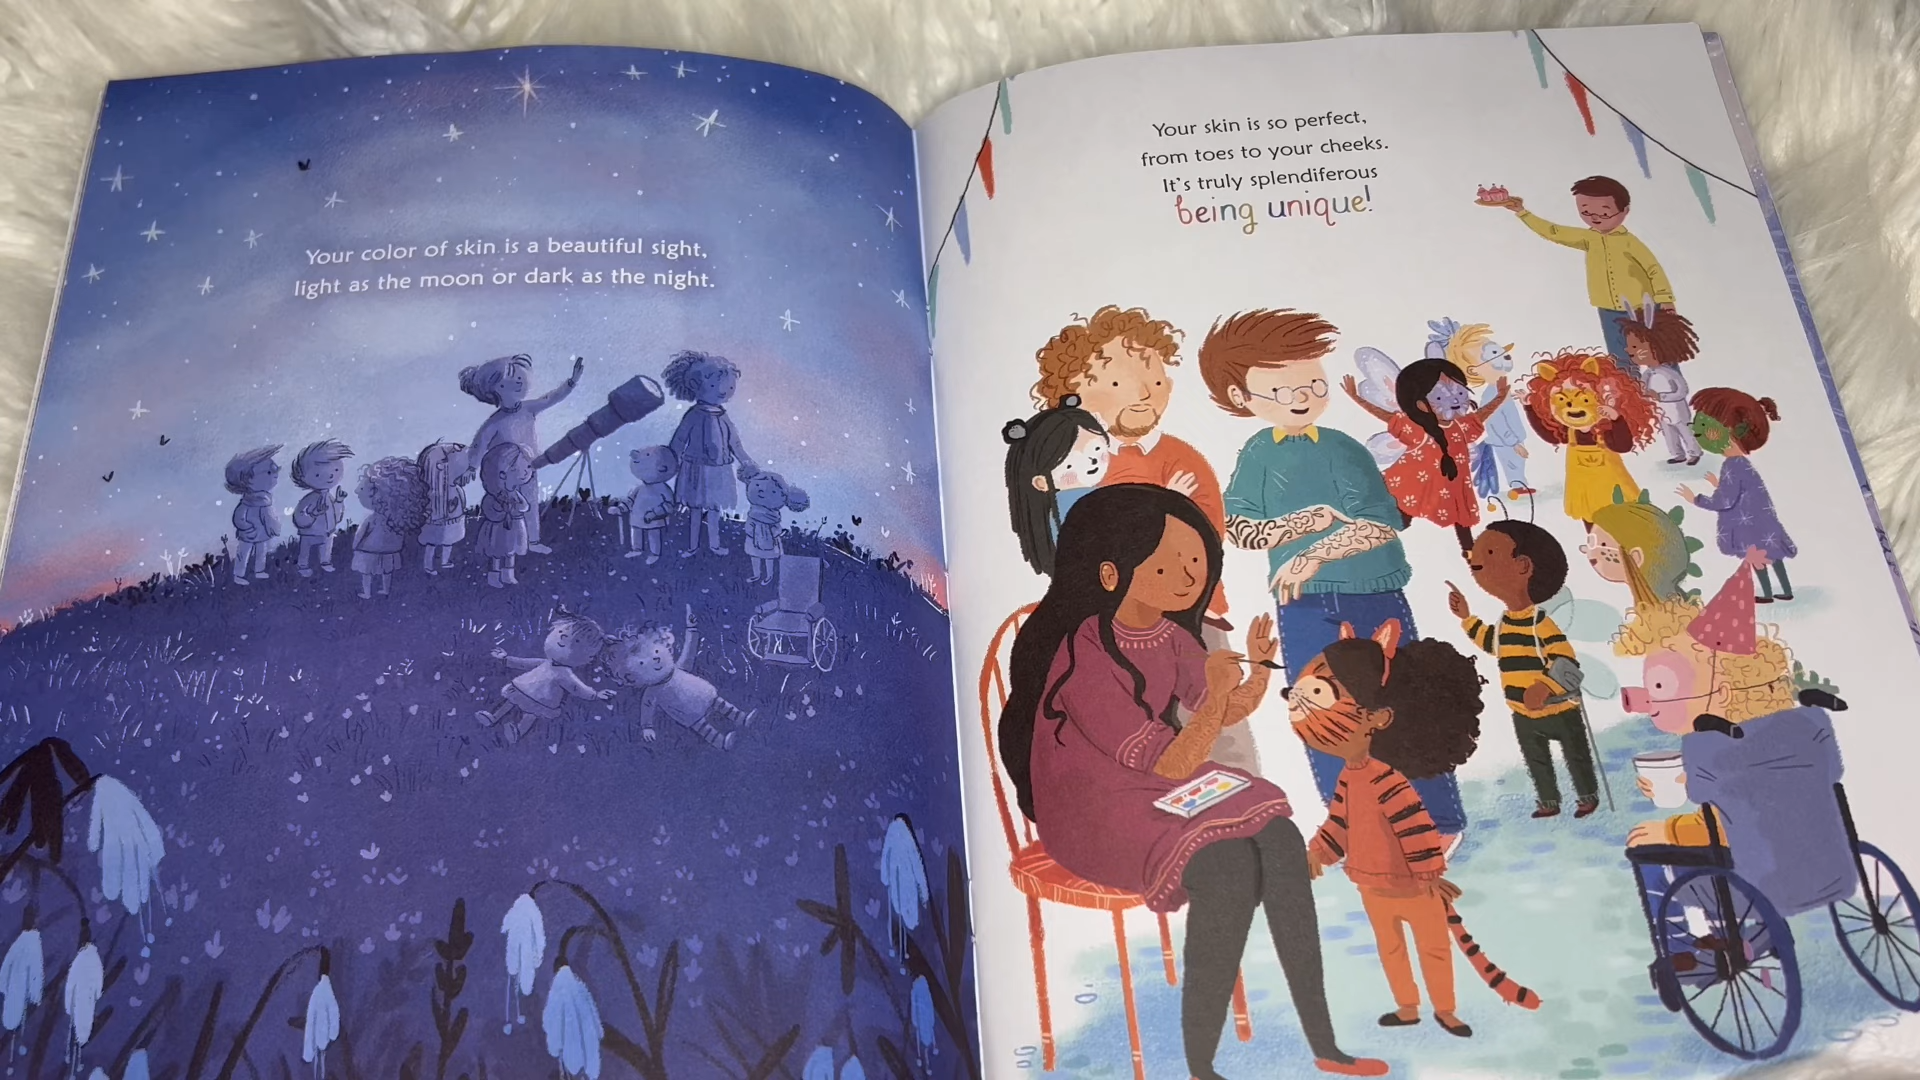 Your color of skin is a beautiful sight,
light as the moon or dark as the night.
Your skin is so perfect,
from toes to your cheeks.
It's truly splendiferous
being unique!